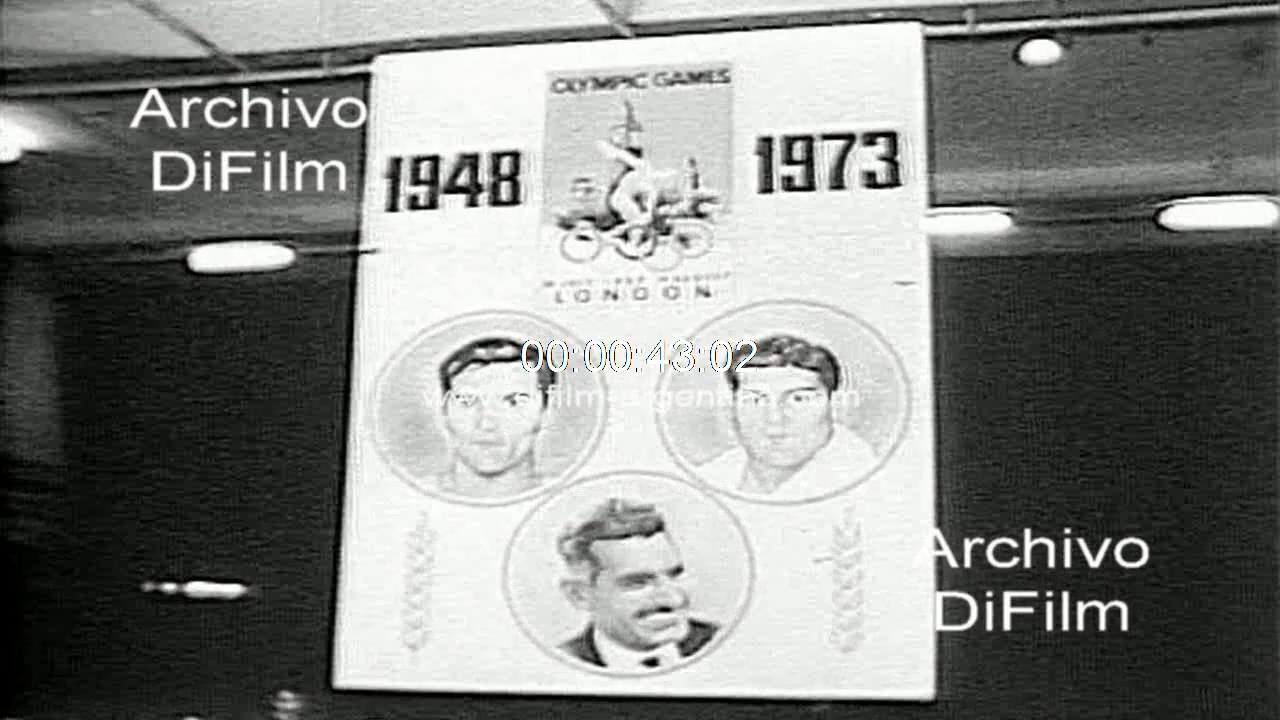 Archivo
DiFilm
OLYMPIC GAMES
1948
1973
LONDON
00:00:43:02
Archivo
DiFilm